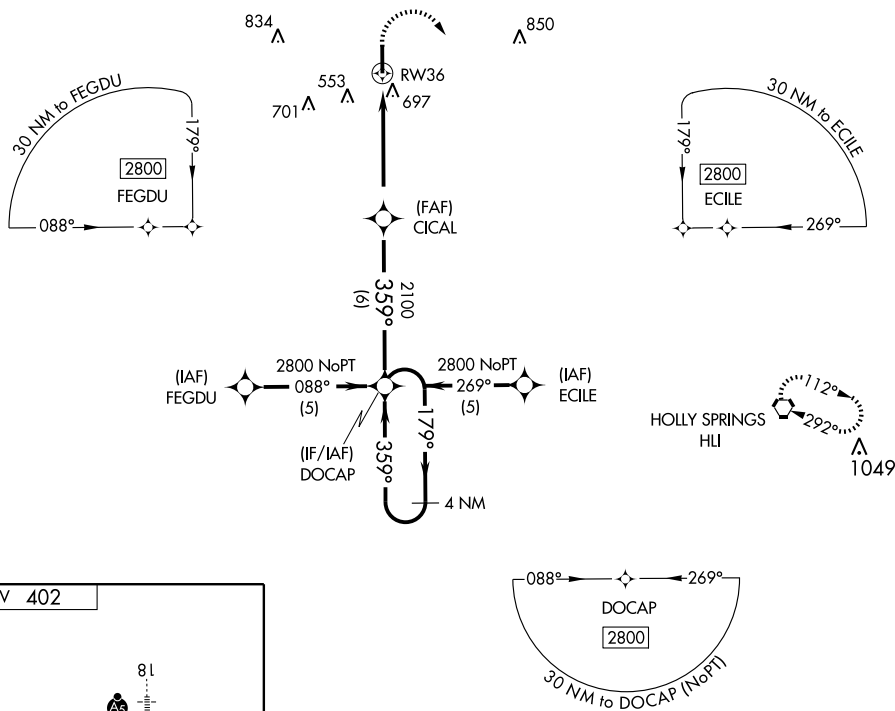 834
850
RW36
553
701
697
30 NM to FEGDU
179°
2800
FEGDU
088°
30 NM to ECILE
179°
2800
ECILE
269°
(FAF)
CICAL
2100
359°
(6)
(IAF)
FEGDU
2800 NoPT
088°
(5)
2800 NoPT
269°
(5)
(IAF)
ECILE
(IF/IAF)
DOCAP
359°
179°
4 NM
HOLLY SPRINGS
HLI
112°
292°
1049
088°
269°
DOCAP
2800
30 NM to DOCAP (NoPT)
V 402
18
A5